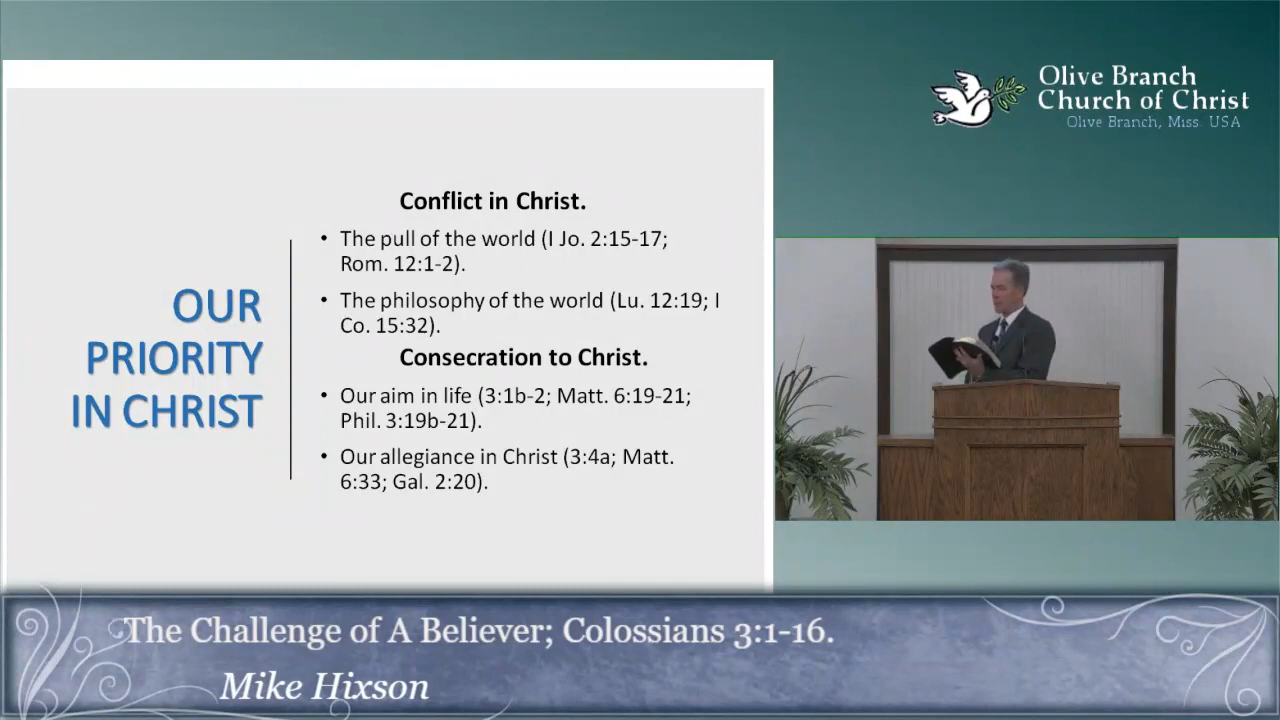 Olive Branch
Church of Christ
Olive Branch, Miss. USA
OUR
PRIORITY
IN CHRIST
Conflict in Christ.
• The pull of the world (I Jo. 2:15-17;
Rom. 12:1-2).
• The philosophy of the world (Lu. 12:19; I
Co. 15:32).
Consecration to Christ.
• Our aim in life (3:1b-2; Matt. 6:19-21;
Phil. 3:19b-21).
• Our allegiance in Christ (3:4a; Matt.
6:33; Gal. 2:20).
The Challenge of A Believer; Colossians 3:1-16.
Mike Hixson